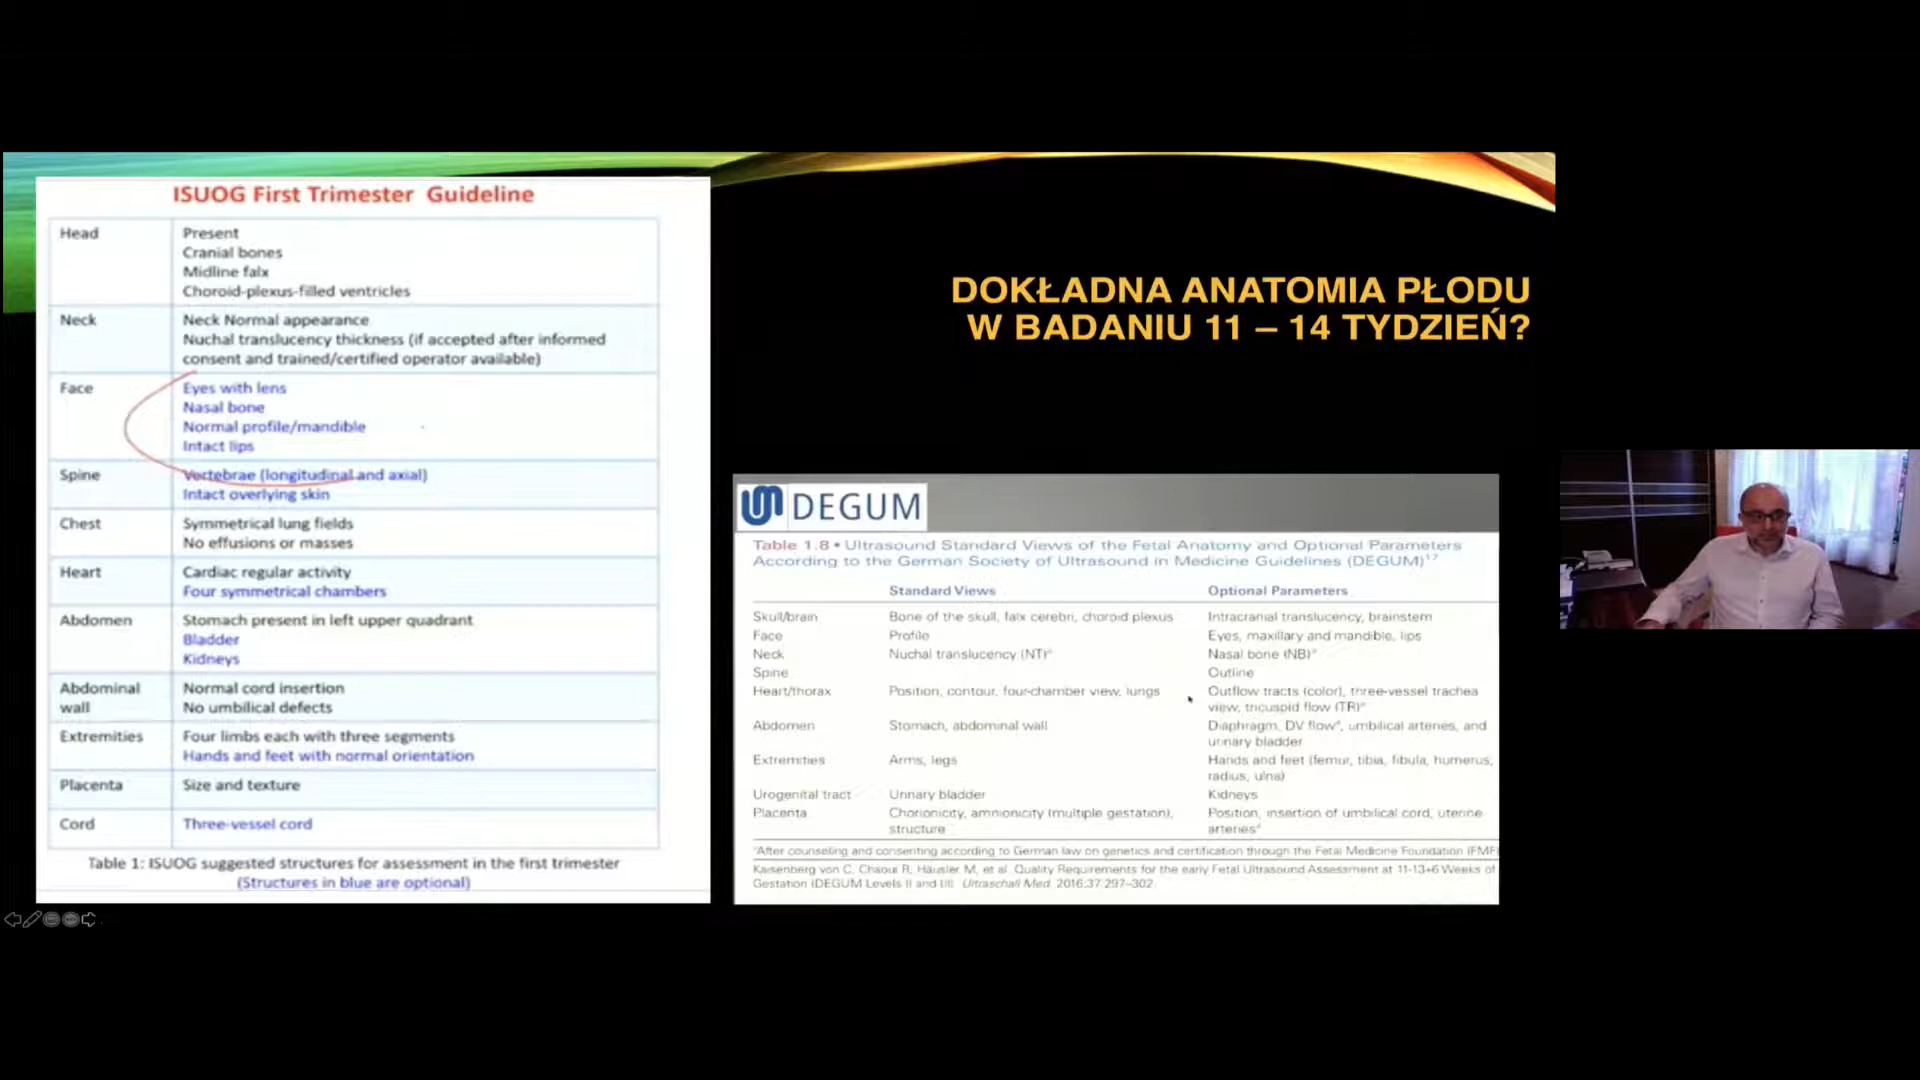 ISUOG First Trimester Guideline
Head
Present
Cranial bones
Midline falx
Choroid-plexus-filled ventricles
Neck
Neck Normal appearance
Nuchal translucency thickness (if accepted after informed
consent and trained/certified operator available)
Face
Eyes with lens
Nasal bone
Normal profile/mandible
Intact lips
Spine
Vertebrae (longitudinal and axial)
Intact overlying skin
Chest
Symmetrical lung fields
No effusions or masses
Heart
Cardiac regular activity
Four symmetrical chambers
Abdomen
Stomach present in left upper quadrant
Bladder
Kidneys
Abdominal
wall
Normal cord insertion
No umbilical defects
Extremities
Four limbs each with three segments
Hands and feet with normal orientation
Placenta
Size and texture
Cord
Three-vessel cord
Table 1: ISUOG suggested structures for assessment in the first trimester
(Structures in blue are optional)
DOKŁADNA ANATOMIA PŁODU
W BADANIU 11 – 14 TYDZIEŃ?
DEGUM
Table 1.8 • Ultrasound Standard Views of the Fetal Anatomy and Optional Parameters
According to the German Society of Ultrasound in Medicine Guidelines (DEGUM)17
Standard Views Optional Parameters
Skull/brain Bone of the skull, falx cerebri, choroid plexus Intracranial translucency, brainstem
Face Profile Eyes, maxillary and mandible, lips
Neck Nuchal translucency (NT)a Nasal bone (NB)a
Spine Outline
Heart/thorax Position, contour, four-chamber view, lungs Outflow tracts (color), three-vessel trachea
view, tricuspid flow (TR)a
Abdomen Stomach, abdominal wall Diaphragm, DV flowa, umbilical arteries, and
urinary bladder
Extremities Arms, legs Hands and feet (femur, tibia, fibula, humerus,
radius, ulna)
Urogenital tract Urinary bladder Kidneys
Placenta Chorionicity, amnionicity (multiple gestation),
structure
Position, insertion of umbilical cord, uterine
arteriesa
aAfter counseling and consenting according to German law on genetics and certification through the Fetal Medicine Foundation (FMF)
Kaisenberg von C, Chaoui R, Häusler M, et al. Quality Requirements for the early Fetal Ultrasound Assessment at 11-13+6 Weeks of
Gestation (DEGUM Levels II and III). Ultraschall Med. 2016;37:297–302.